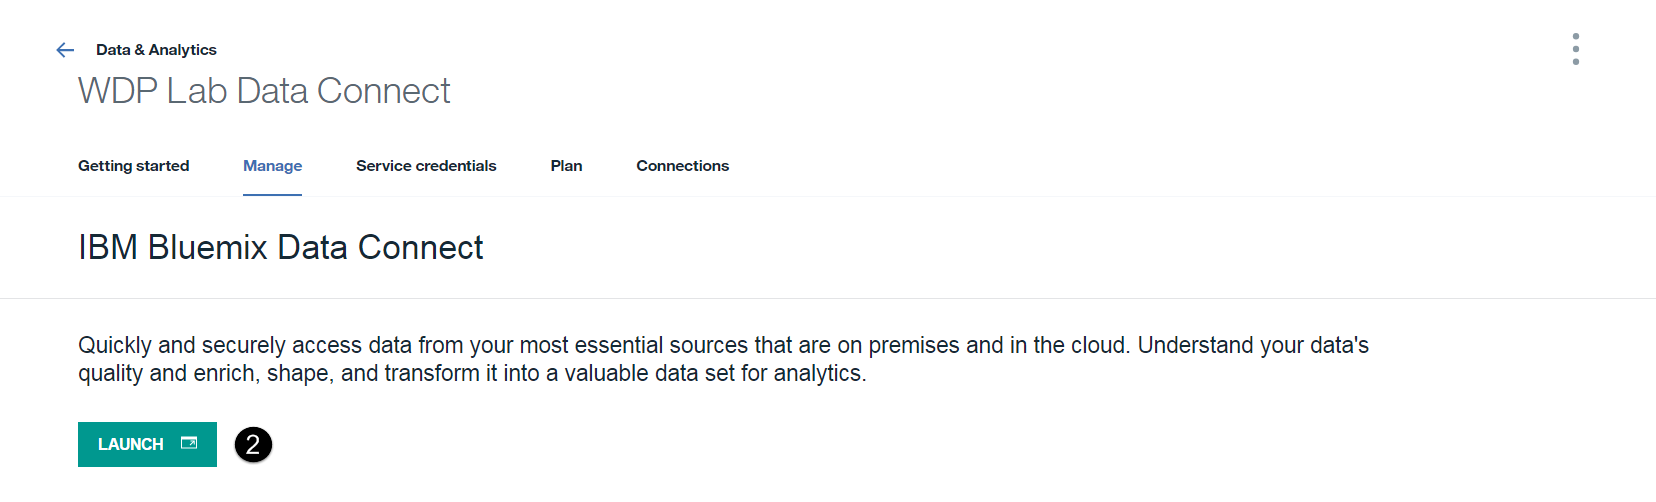 Data & Analytics
WDP Lab Data Connect
Getting started Manage Service credentials Plan Connections
IBM Bluemix Data Connect
Quickly and securely access data from your most essential sources that are on premises and in the cloud. Understand your data's
quality and enrich, shape, and transform it into a valuable data set for analytics.
LAUNCH 2